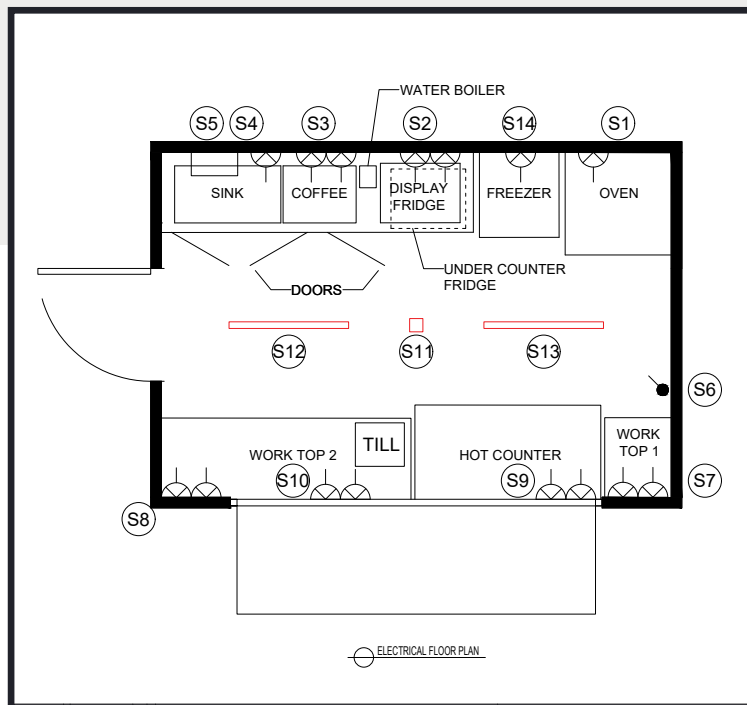 WATER BOILER
S5
S4
S3
S2
S14
S1
SINK
COFFEE
DISPLAY
FRIDGE
FREEZER
OVEN
UNDER COUNTER
FRIDGE
DOORS
S12
S11
S13
S6
WORK TOP 2
TILL
HOT COUNTER
WORK
TOP 1
S10
S9
S7
S8
ELECTRICAL FLOOR PLAN